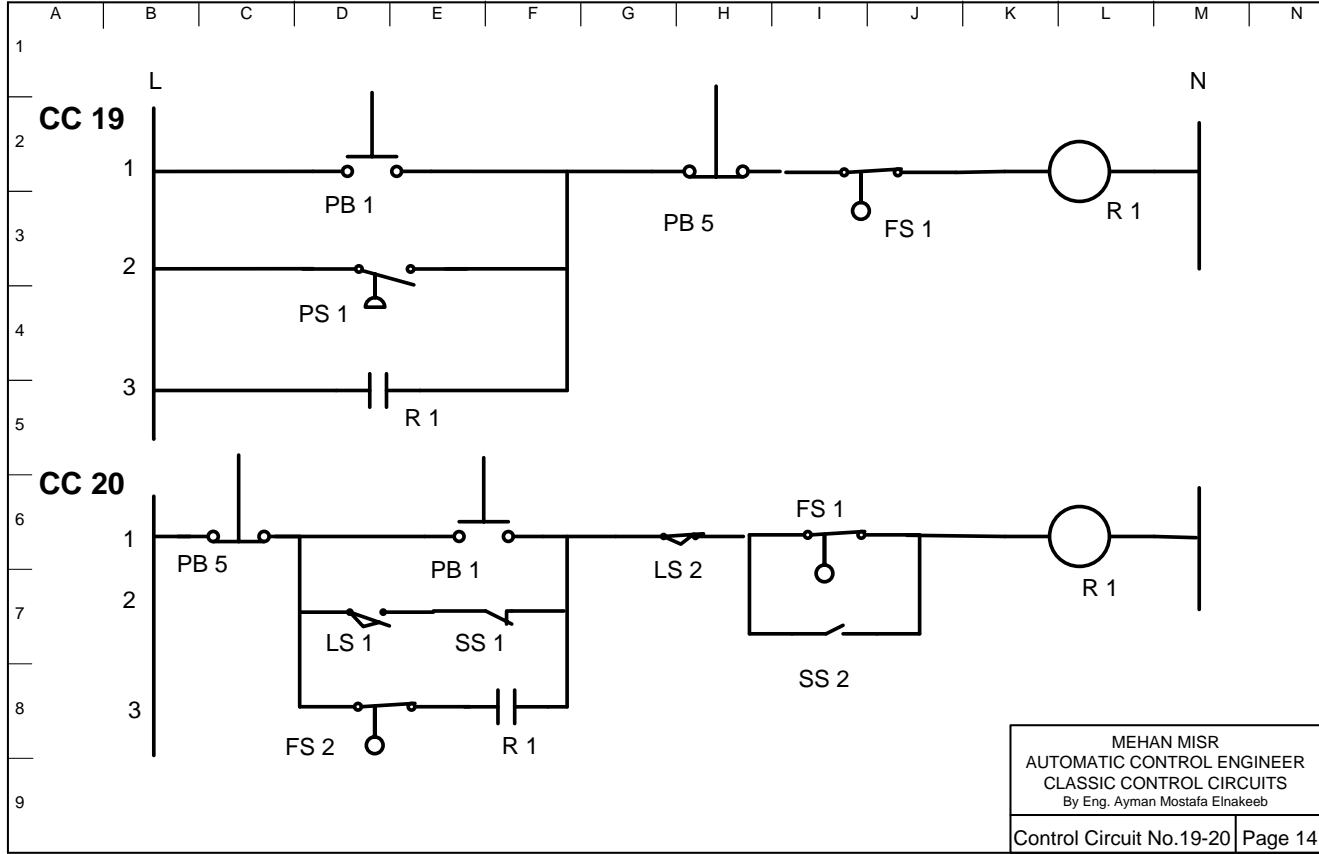 A B C D E F G H I J K L M N
1
L N
CC 19
2
1
PB 1
PB 5
FS 1
R 1
3
2
PS 1
4
3
R 1
5
CC 20
6
FS 1
1
PB 5
PB 1
LS 2
R 1
2
7
LS 1
SS 1
SS 2
3
8
FS 2
R 1
9
MEHAN MISR
AUTOMATIC CONTROL ENGINEER
CLASSIC CONTROL CIRCUITS
By Eng. Ayman Mostafa Elnakeeb
Control Circuit No.19-20 Page 14